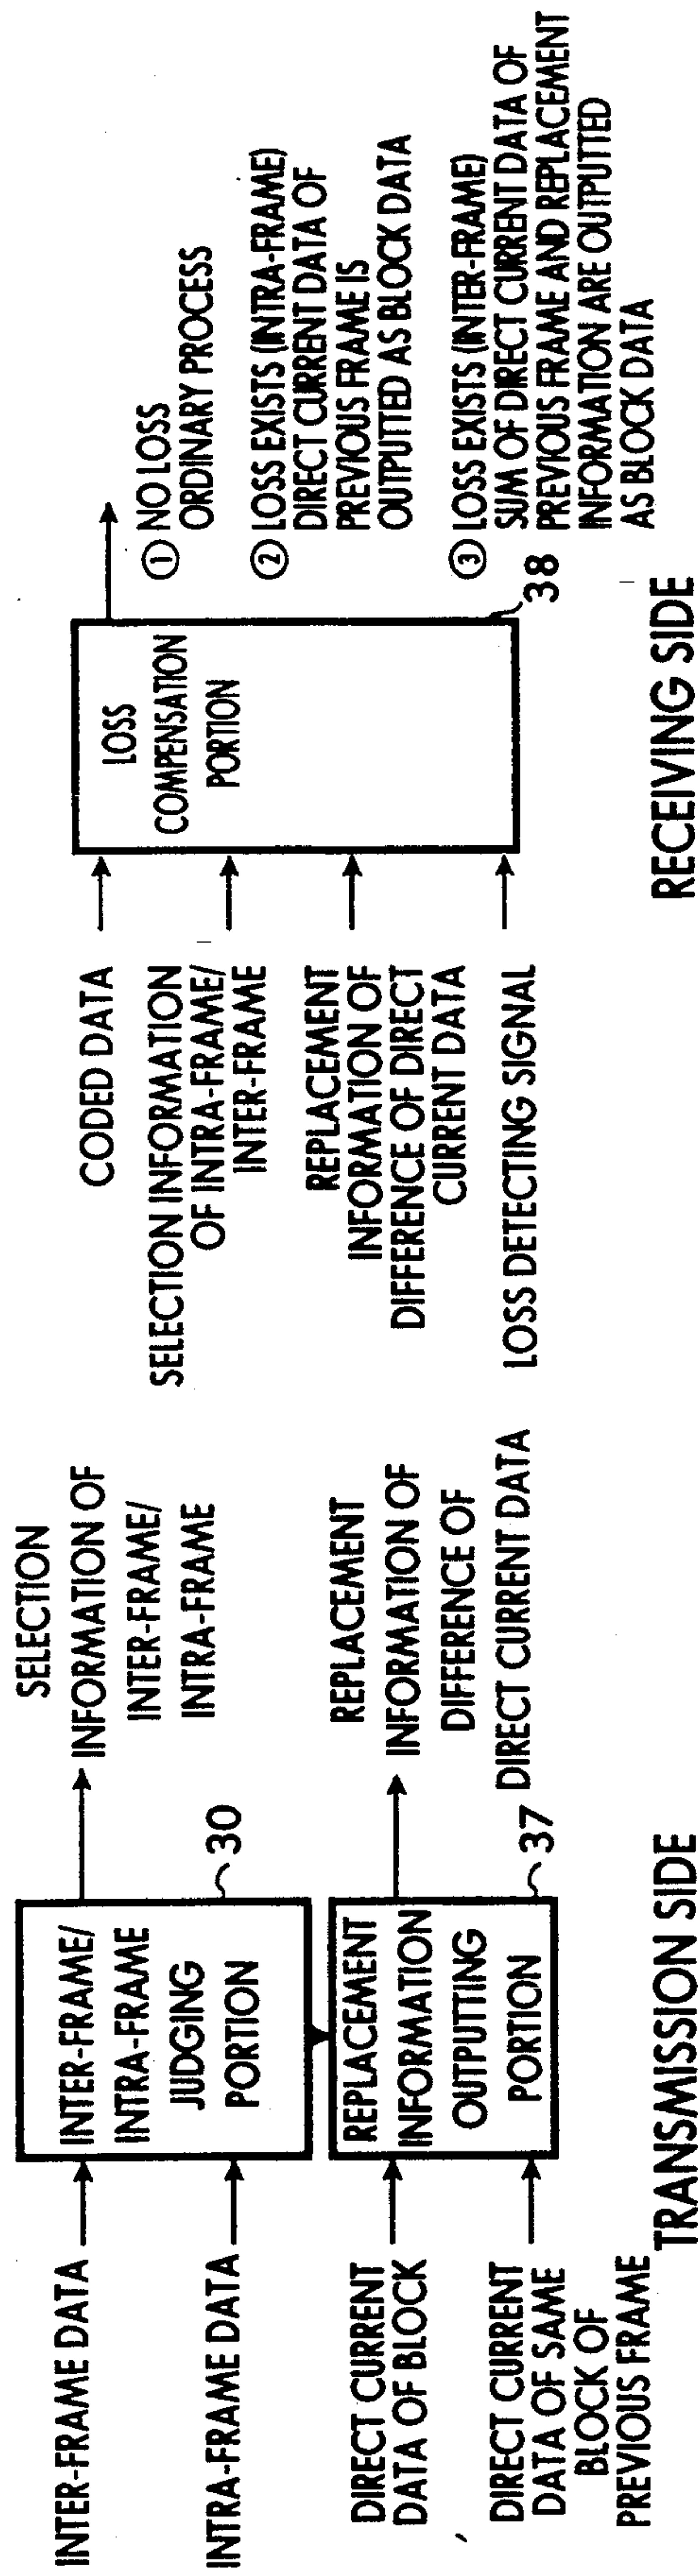 INTER-FRAME DATA
INTRA-FRAME DATA
DIRECT CURRENT
DATA OF BLOCK
DIRECT CURRENT
DATA OF SAME
BLOCK OF
PREVIOUS FRAME
INTER-FRAME/
INTRA-FRAME
JUDGING
PORTION
30
REPLACEMENT
INFORMATION
OUTPUTTING
PORTION
37
SELECTION
INFORMATION OF
INTER-FRAME/
INTRA-FRAME
REPLACEMENT
INFORMATION OF
DIFFERENCE OF
DIRECT CURRENT DATA
TRANSMISSION SIDE
CODED DATA
SELECTION INFORMATION
OF INTRA-FRAME/
INTER-FRAME
REPLACEMENT
INFORMATION OF
DIFFERENCE OF DIRECT
CURRENT DATA
LOSS DETECTING SIGNAL
LOSS
COMPENSATION
PORTION
38
① NO LOSS
ORDINARY PROCESS
② LOSS EXISTS (INTRA-FRAME)
DIRECT CURRENT DATA OF
PREVIOUS FRAME IS
OUTPUTTED AS BLOCK DATA
③ LOSS EXISTS (INTER-FRAME)
SUM OF DIRECT CURRENT DATA OF
PREVIOUS FRAME AND REPLACEMENT
INFORMATION ARE OUTPUTTED
AS BLOCK DATA
RECEIVING SIDE